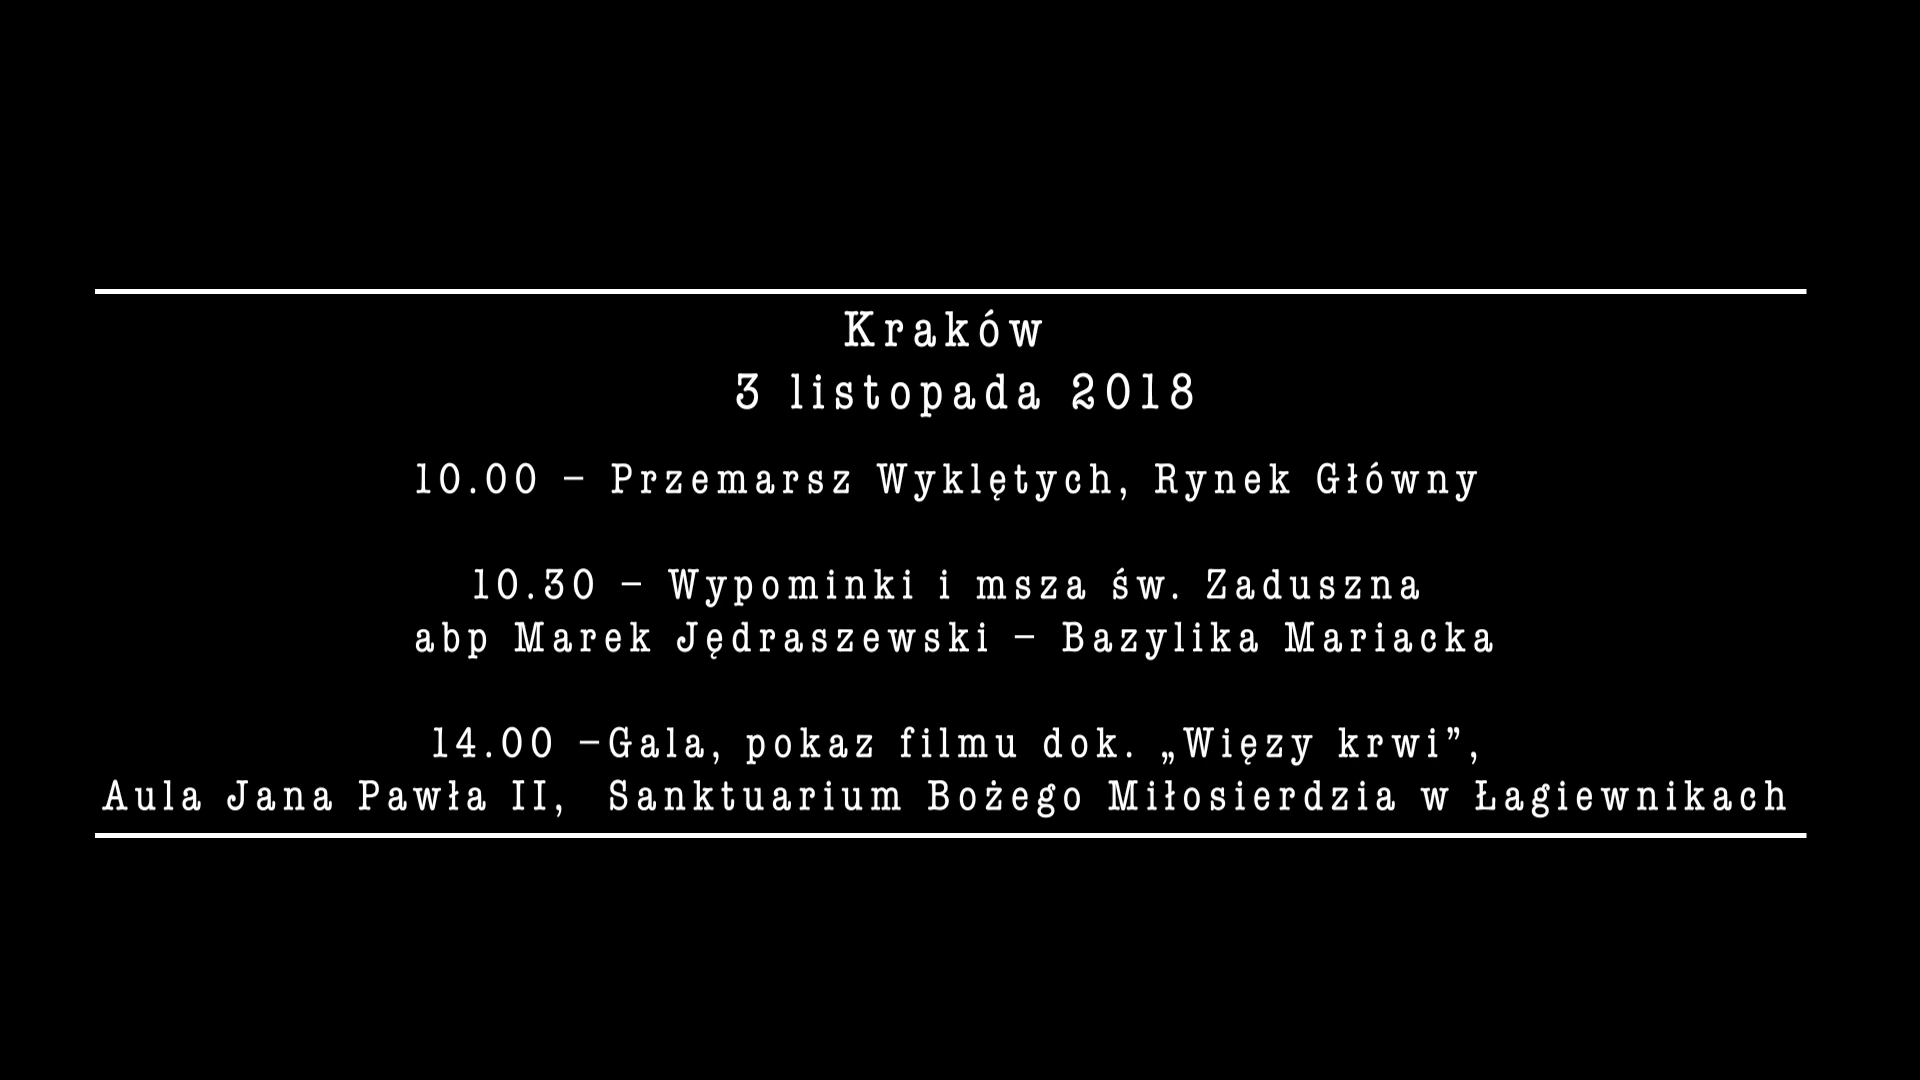 Kraków
3 listopada 2018
10.00 – Przemarsz Wyklętych, Rynek Główny
10.30 – Wypominki i msza św. Zaduszna
abp Marek Jędraszewski – Bazylika Mariacka
14.00 –Gala, pokaz filmu dok. „Więzy krwi”,
Aula Jana Pawła II, Sanktuarium Bożego Miłosierdzia w Łagiewnikach